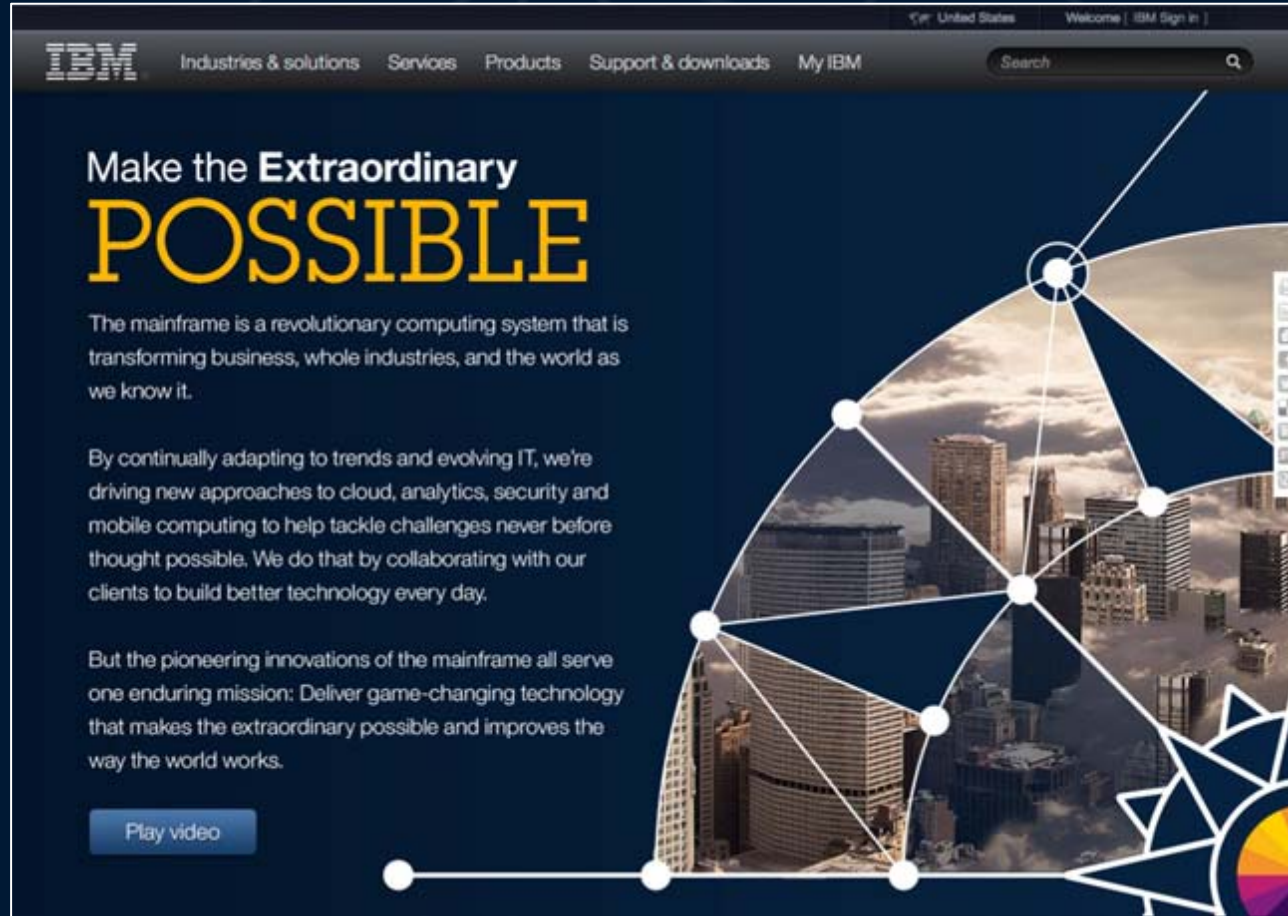 United States Welcome [ IBM Sign in ]
IBM Industries & solutions Services Products Support & downloads My IBM Search
Make the Extraordinary
POSSIBLE
The mainframe is a revolutionary computing system that is
transforming business, whole industries, and the world as
we know it.
By continually adapting to trends and evolving IT, we're
driving new approaches to cloud, analytics, security and
mobile computing to help tackle challenges never before
thought possible. We do that by collaborating with our
clients to build better technology every day.
But the pioneering innovations of the mainframe all serve
one enduring mission: Deliver game-changing technology
that makes the extraordinary possible and improves the
way the world works.
Play video